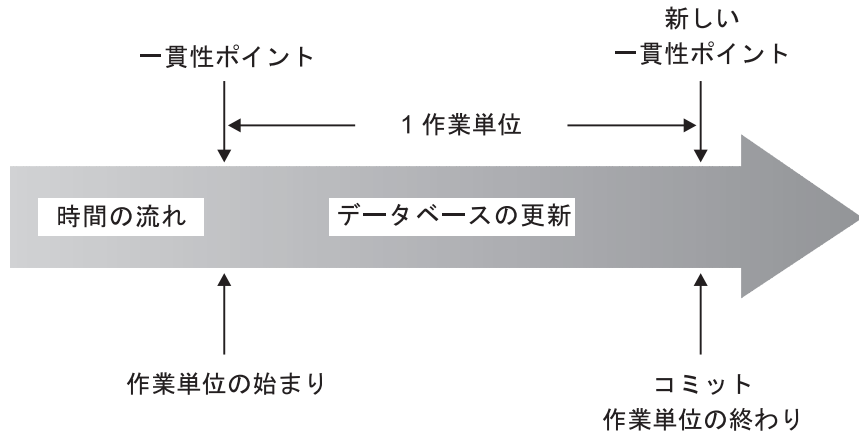 新しい
一貫性ポイント
一貫性ポイント
1 作業単位
時間の流れ
データベースの更新
作業単位の始まり
コミット
作業単位の終わり